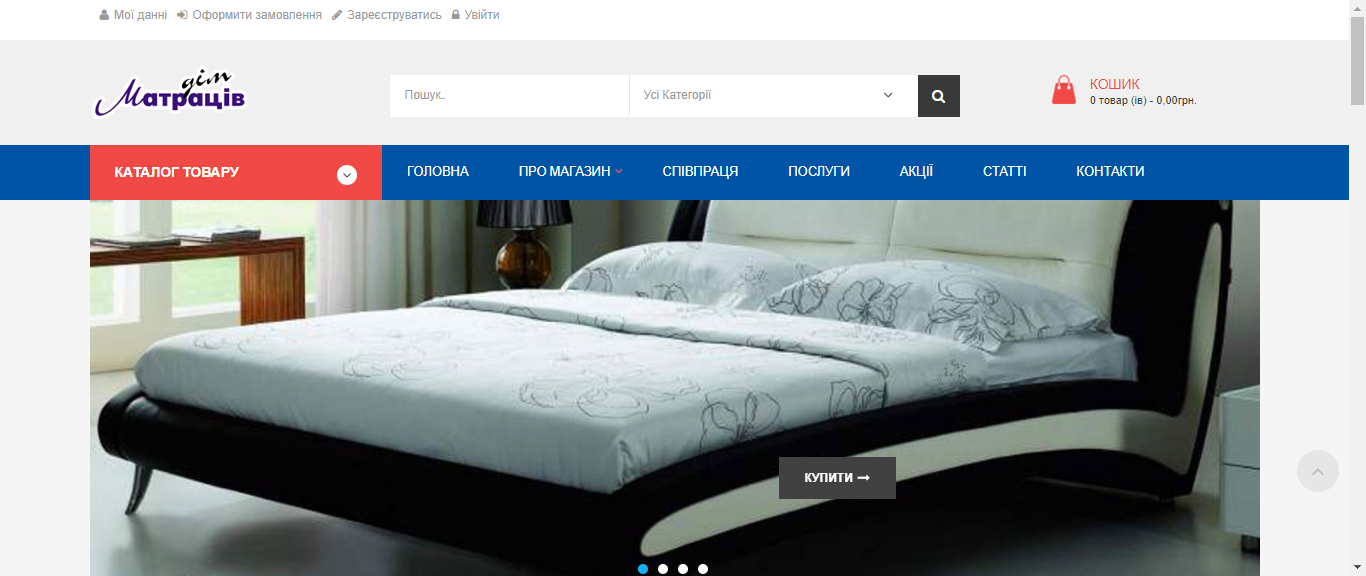 Мої данні Оформити замовлення Зареєструватись Увійти
дім
Матраців
Пошук.. Усі Категорії
КОШИК
0 товар (ів) - 0,00грн.
КАТАЛОГ ТОВАРУ ГОЛОВНА ПРО МАГАЗИН СПІВПРАЦЯ ПОСЛУГИ АКЦІЇ СТАТТІ КОНТАКТИ
КУПИТИ